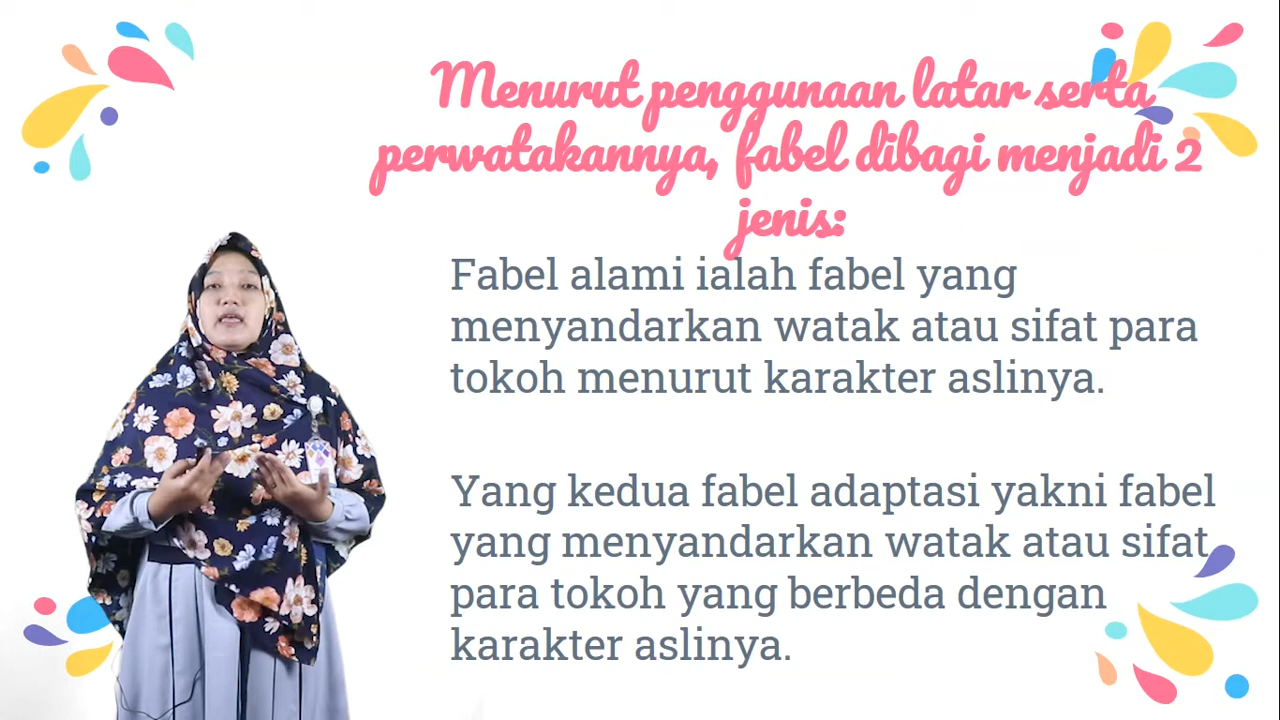 Menurut penggunaan latar serta
perwatakannya, fabel dibagi menjadi 2
jenis:
Fabel alami ialah fabel yang
menyandarkan watak atau sifat para
tokoh menurut karakter aslinya.
Yang kedua fabel adaptasi yakni fabel
yang menyandarkan watak atau sifat
para tokoh yang berbeda dengan
karakter aslinya.